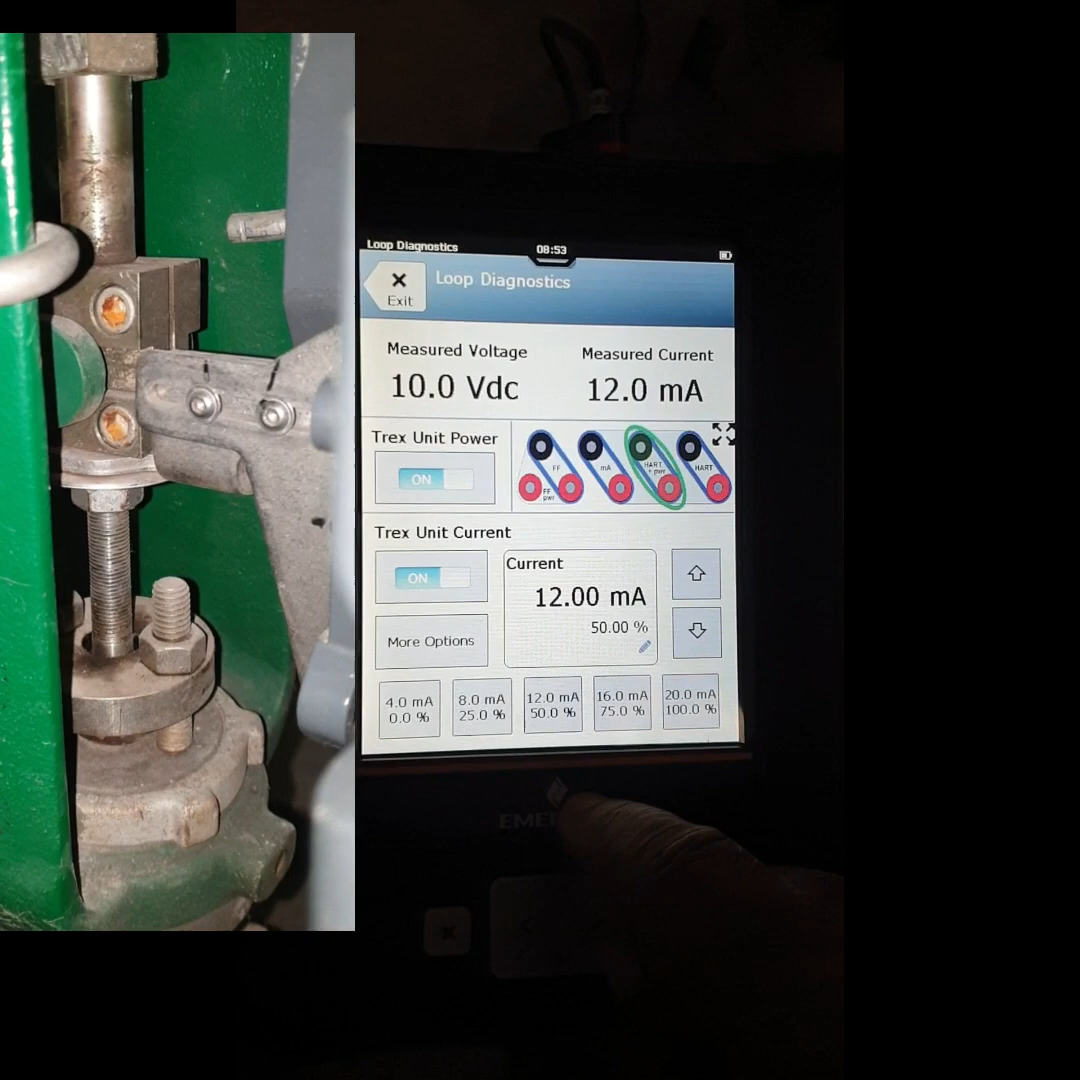 Loop Diagnostics
08:53
Exit
Loop Diagnostics
Measured Voltage
Measured Current
10.0 Vdc
12.0 mA
Trex Unit Power
ON
FF
FF
pwr
mA
HART
+ pwr
HART
Trex Unit Current
ON
Current
12.00 mA
50.00 %
More Options
4.0 mA
0.0 %
8.0 mA
25.0 %
12.0 mA
50.0 %
16.0 mA
75.0 %
20.0 mA
100.0 %